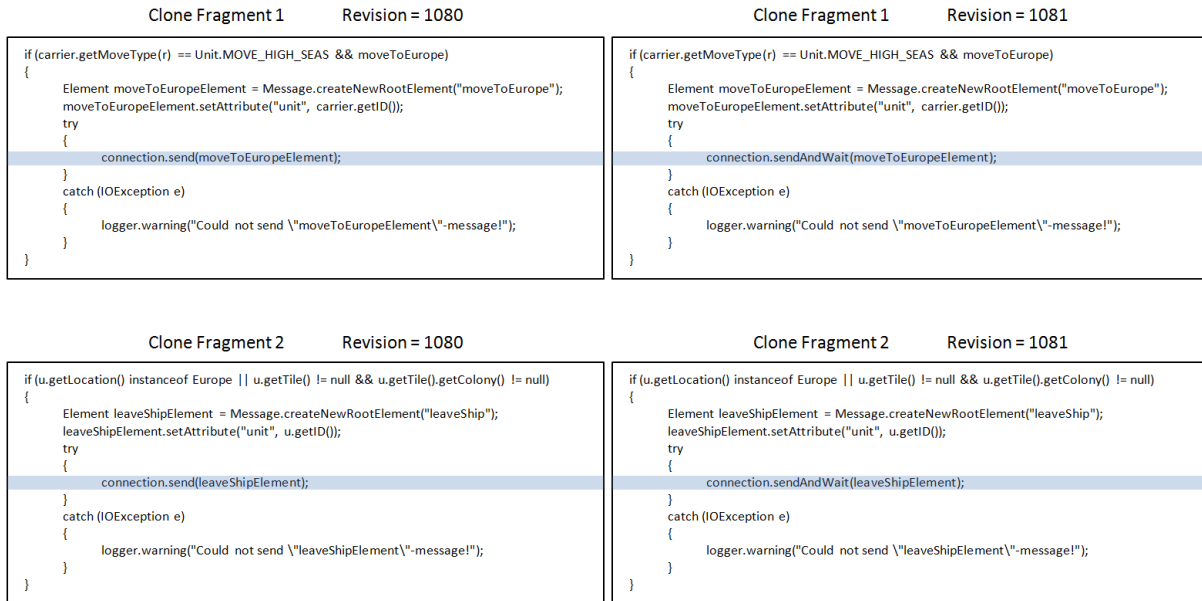 Clone Fragment 1 Revision = 1080
if (carrier.getMoveType(r) == Unit.MOVE_HIGH_SEAS && moveToEurope)
{
Element moveToEuropeElement = Message.createNewRootElement("moveToEurope");
moveToEuropeElement.setAttribute("unit", carrier.getID());
try
{
connection.send(moveToEuropeElement);
}
catch (IOException e)
{
logger.warning("Could not send \"moveToEuropeElement\"-message!");
}
}
Clone Fragment 1 Revision = 1081
if (carrier.getMoveType(r) == Unit.MOVE_HIGH_SEAS && moveToEurope)
{
Element moveToEuropeElement = Message.createNewRootElement("moveToEurope");
moveToEuropeElement.setAttribute("unit", carrier.getID());
try
{
connection.sendAndWait(moveToEuropeElement);
}
catch (IOException e)
{
logger.warning("Could not send \"moveToEuropeElement\"-message!");
}
}
Clone Fragment 2 Revision = 1080
if (u.getLocation() instanceof Europe || u.getTile() != null && u.getTile().getColony() != null)
{
Element leaveShipElement = Message.createNewRootElement("leaveShip");
leaveShipElement.setAttribute("unit", u.getID());
try
{
connection.send(leaveShipElement);
}
catch (IOException e)
{
logger.warning("Could not send \"leaveShipElement\"-message!");
}
}
Clone Fragment 2 Revision = 1081
if (u.getLocation() instanceof Europe || u.getTile() != null && u.getTile().getColony() != null)
{
Element leaveShipElement = Message.createNewRootElement("leaveShip");
leaveShipElement.setAttribute("unit", u.getID());
try
{
connection.sendAndWait(leaveShipElement);
}
catch (IOException e)
{
logger.warning("Could not send \"leaveShipElement\"-message!");
}
}